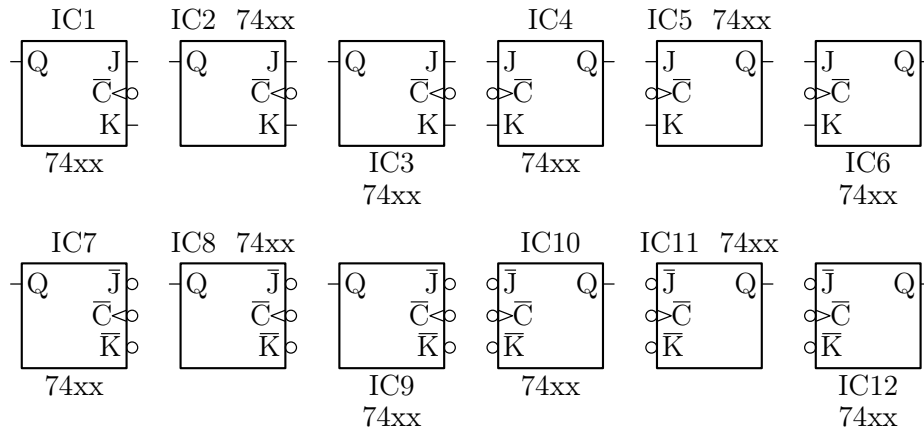 IC1 IC2 74xx IC4 IC5 74xx
Q J Q J Q J J Q J Q J Q
C̅ C̅ C̅ C̅ C̅ C̅
K K K K K K
74xx IC3 74xx IC6
74xx 74xx
IC7 IC8 74xx IC10 IC11 74xx
Q J̅ Q J̅ Q J̅ J̅ Q J̅ Q J̅ Q
C̅ C̅ C̅ C̅ C̅ C̅
K̅ K̅ K̅ K̅ K̅ K̅
74xx IC9 74xx IC12
74xx 74xx